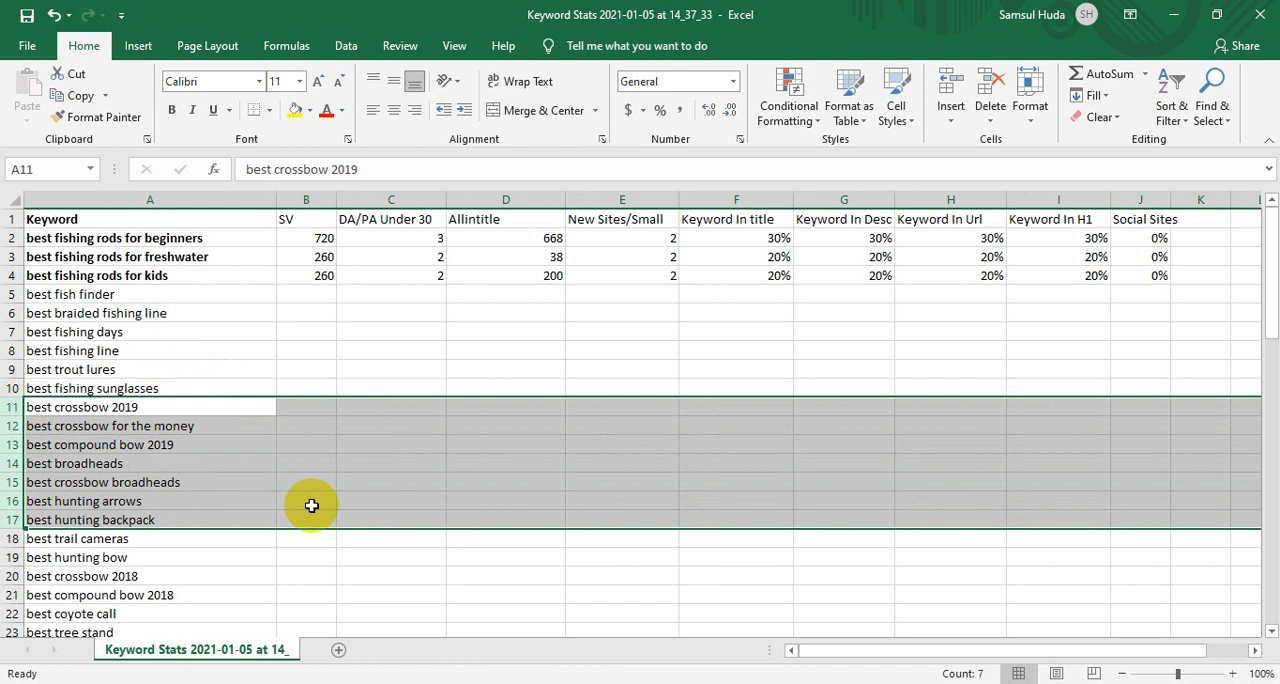 Keyword Stats 2021-01-05 at 14_37_33 - Excel
Samsul Huda
SH
File Home Insert Page Layout Formulas Data Review View Help Tell me what you want to do Share
Paste
Cut
Copy
Format Painter
Clipboard
Calibri 11
B I U
Font
Wrap Text
Merge & Center
Alignment
General
$ % ,
Number
Conditional Formatting
Format as Table
Cell Styles
Styles
Insert
Delete
Format
Cells
AutoSum
Fill
Clear
Sort & Filter
Find & Select
Editing
A11 fx best crossbow 2019
A B C D E F G H I J K L
1 Keyword SV DA/PA Under 30 Allintitle New Sites/Small Keyword In title Keyword In Desc Keyword In Url Keyword In H1 Social Sites
2 best fishing rods for beginners 720 3 668 2 30% 30% 30% 30% 0%
3 best fishing rods for freshwater 260 2 38 2 20% 20% 20% 20% 0%
4 best fishing rods for kids 260 2 200 2 20% 20% 20% 20% 0%
5 best fish finder
6 best braided fishing line
7 best fishing days
8 best fishing line
9 best trout lures
10 best fishing sunglasses
11 best crossbow 2019
12 best crossbow for the money
13 best compound bow 2019
14 best broadheads
15 best crossbow broadheads
16 best hunting arrows
17 best hunting backpack
18 best trail cameras
19 best hunting bow
20 best crossbow 2018
21 best compound bow 2018
22 best coyote call
23 best tree stand
Keyword Stats 2021-01-05 at 14_
Ready Count: 7 100%